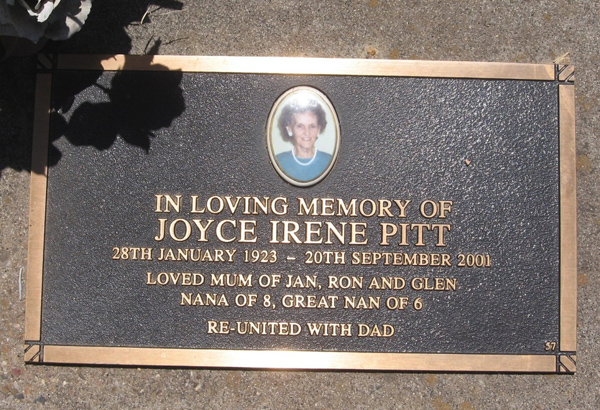 IN LOVING MEMORY OF
JOYCE IRENE PITT
28TH JANUARY 1923 – 20TH SEPTEMBER 2001
LOVED MUM OF JAN, RON AND GLEN
NANA OF 8, GREAT NAN OF 6
RE-UNITED WITH DAD
37